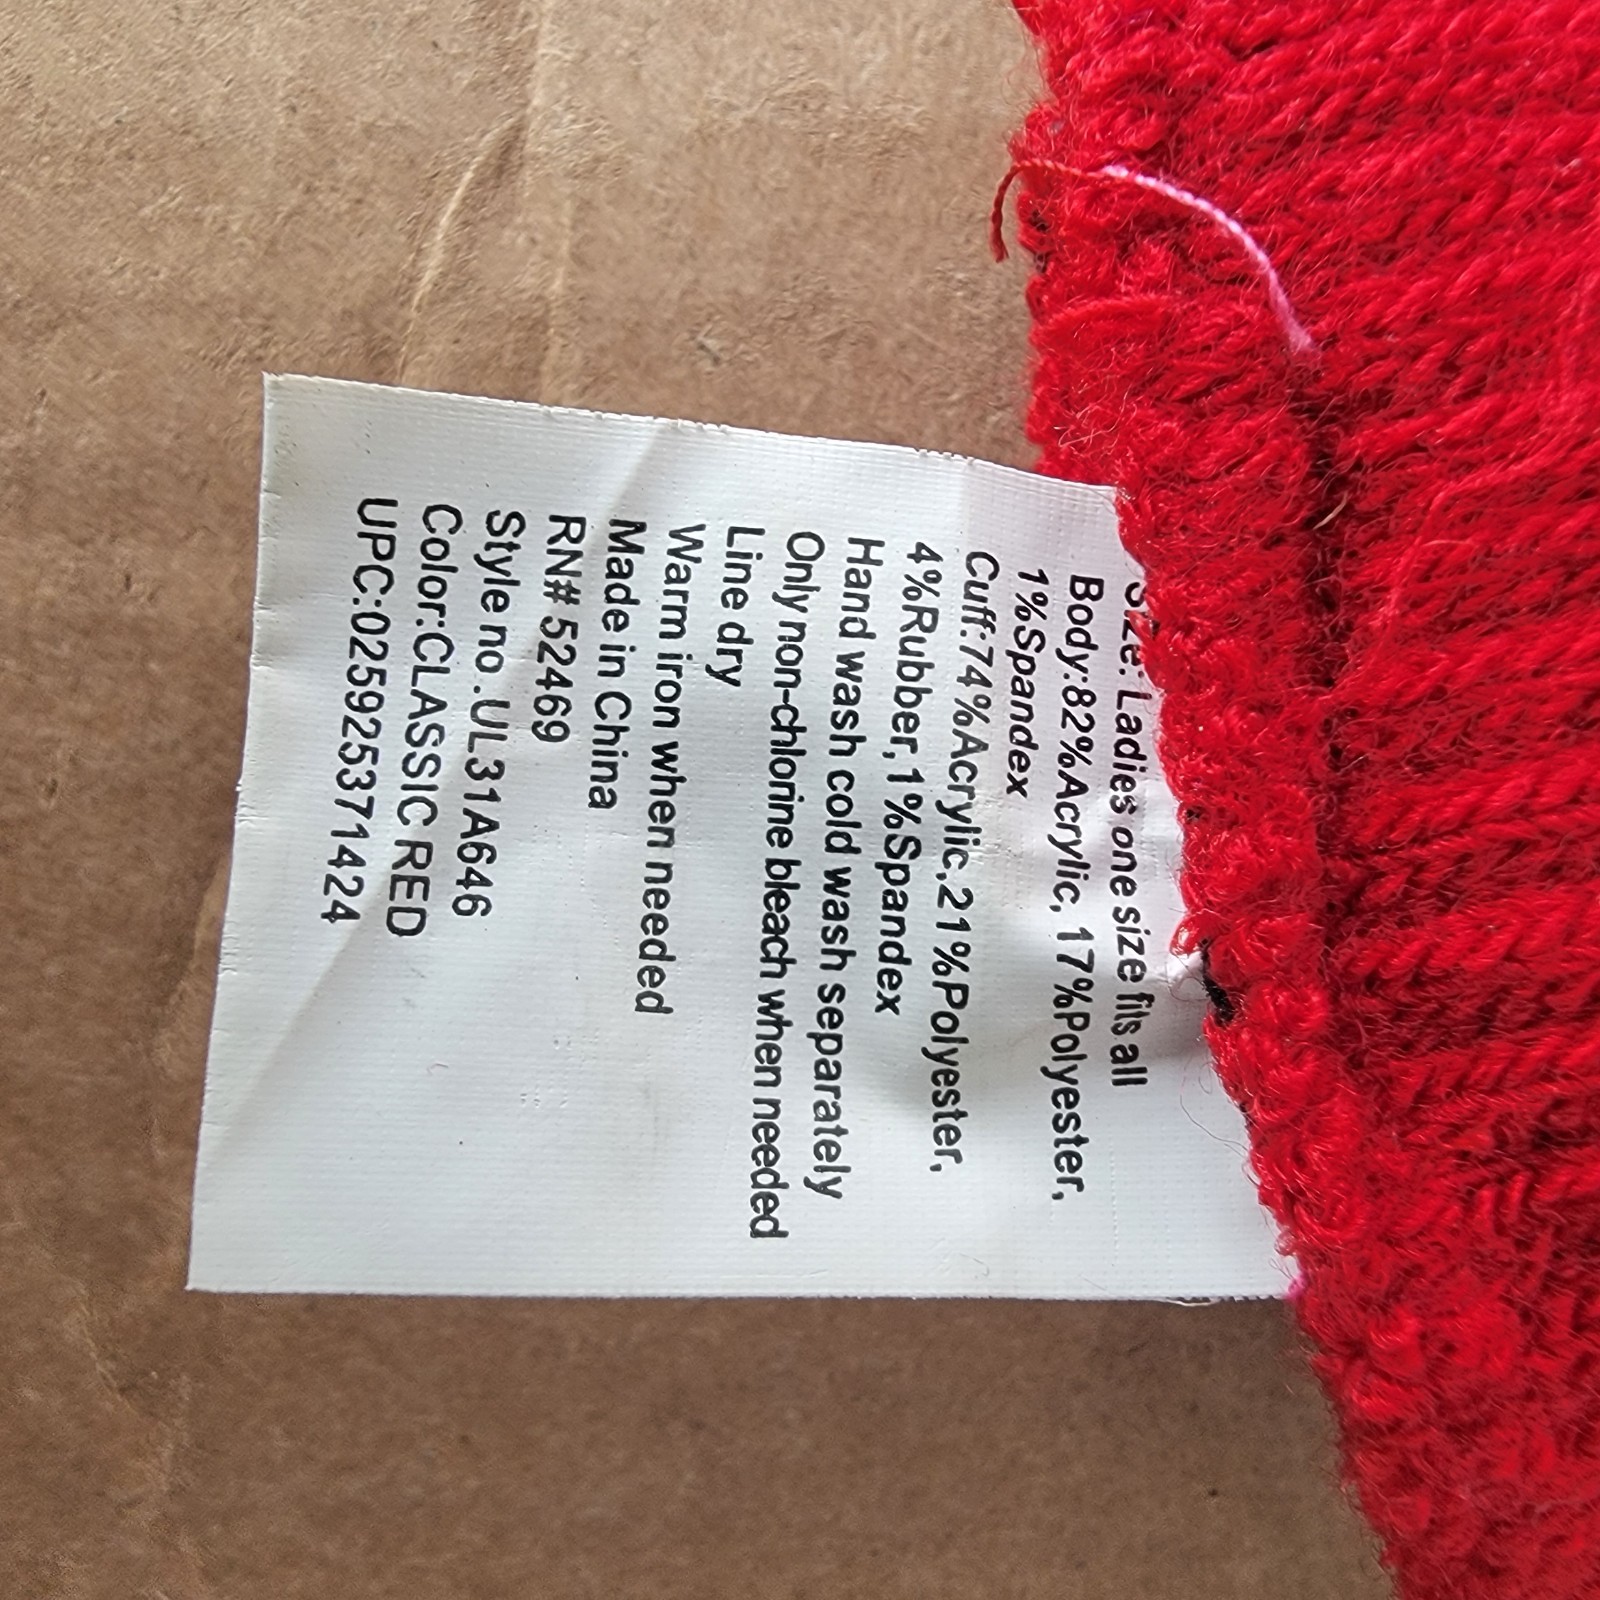 Size: Ladies one size fits all
Body:82%Acrylic, 17%Polyester,
1%Spandex
Cuff:74%Acrylic,21%Polyester,
4%Rubber,1%Spandex
Hand wash cold wash separately
Only non-chlorine bleach when needed
Line dry
Warm iron when needed
Made in China
RN# 52469
Style no .UL31A646
Color:CLASSIC RED
UPC:025925371424